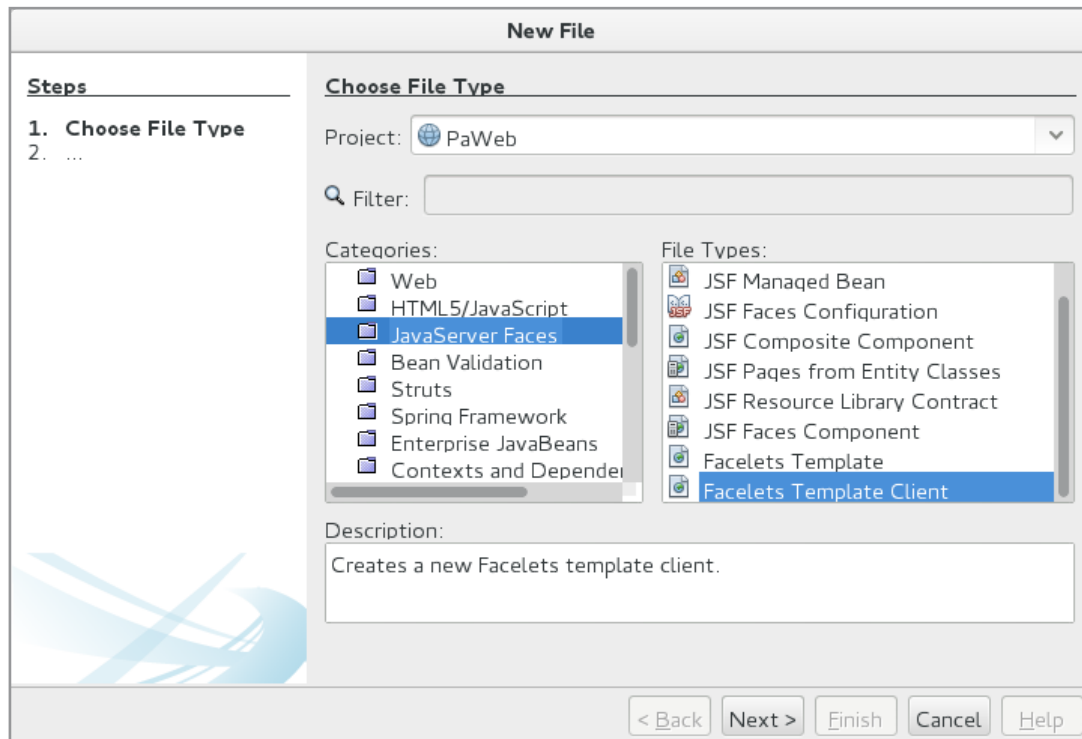 New File
Steps
1. Choose File Type
2. ...
Choose File Type
Project: PaWeb
Filter:
Categories:
Web
HTML5/JavaScript
JavaServer Faces
Bean Validation
Struts
Spring Framework
Enterprise JavaBeans
Contexts and Depender
File Types:
JSF Managed Bean
JSF Faces Configuration
JSF Composite Component
JSF Pages from Entity Classes
JSF Resource Library Contract
JSF Faces Component
Facelets Template
Facelets Template Client
Description:
Creates a new Facelets template client.
< Back Next > Finish Cancel Help